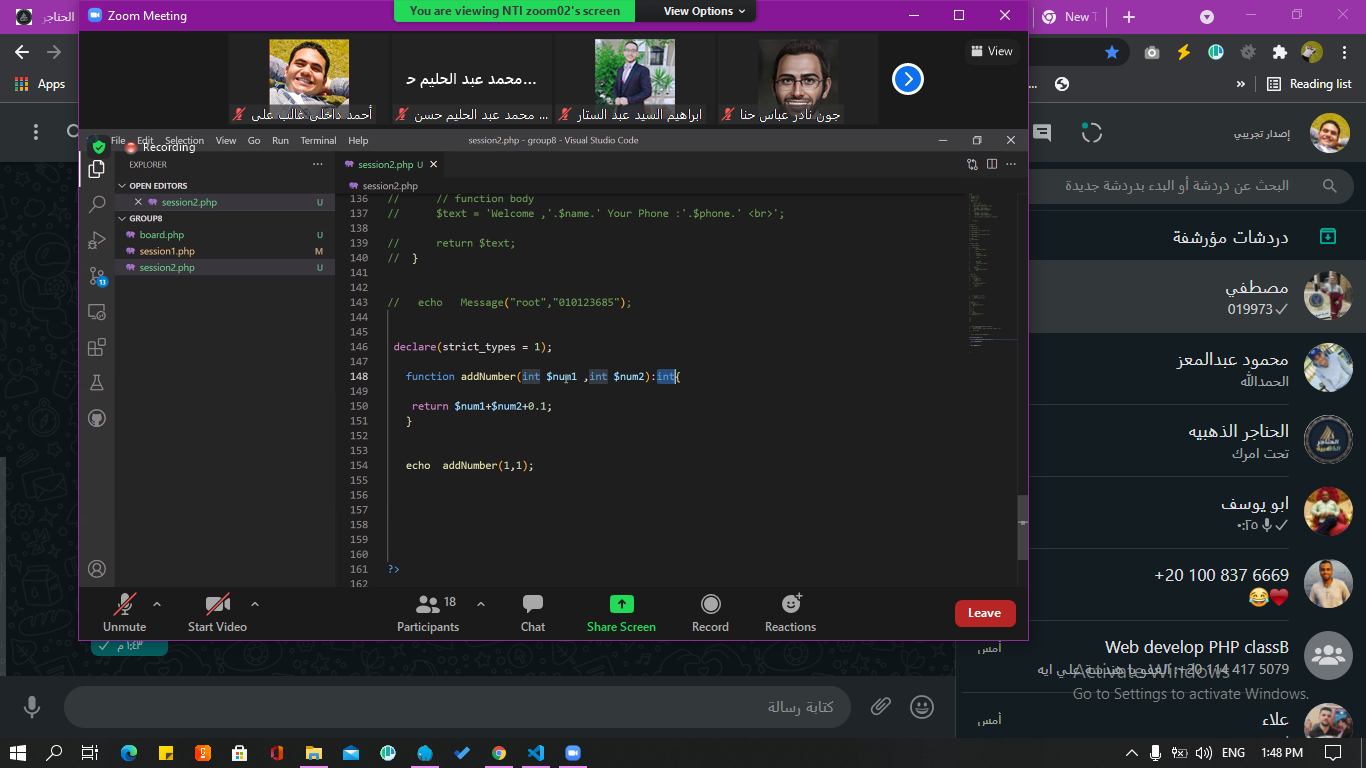 الحناجر
Zoom Meeting
You are viewing NTI zoom02's screen
View Options
New T
Apps
Reading list
View
أحمد داخلى غالب على
محمد عبد الحليم ح...
محمد عبد الحليم حسن ...
ابراهيم السيد عبد الستار
جون نادر عباس حنا
File Edit Selection View Go Run Terminal Help
session2.php - group8 - Visual Studio Code
Recording
EXPLORER
OPEN EDITORS
session2.php U
GROUP8
board.php U
session1.php M
session2.php U
13
session2.php U
session2.php
136 // // function body
137 // $text = 'Welcome ,'.$name.' Your Phone :'.$phone.' <br>';
138
139 // return $text;
140 // }
141
142
143 // echo Message("root","010123685");
144
145
146 declare(strict_types = 1);
147
148 function addNumber(int $num1 ,int $num2):int{
149
150 return $num1+$num2+0.1;
151 }
152
153
154 echo addNumber(1,1);
155
156
157
158
159
160
161 ?>
162
Unmute
Start Video
Participants
18
Chat
Share Screen
Record
Reactions
Leave
إصدار تجريبي
البحث عن دردشة أو البدء بدردشة جديدة
دردشات مؤرشفة
مصطفي
019973
محمود عبدالمعز
الحمدالله
الحناجر الذهبيه
تحت امرك
ابو يوسف
٠:٢٥
+20 100 837 6669
😂♥
Web develop PHP classB
أمس
+20 114 417 5079: العفو يا هندسة علي ايه
علاء
أمس
١:٤٣ م
كتابة رسالة
Activate Windows
Go to Settings to activate Windows.
ENG
1:48 PM